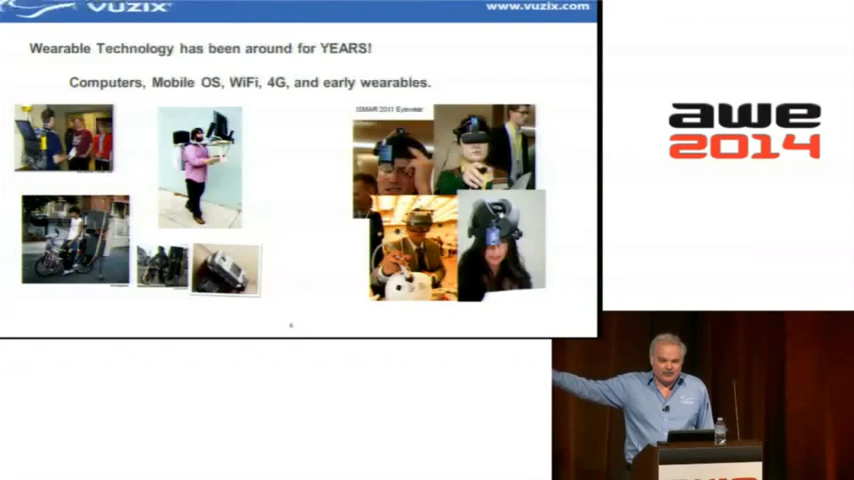 VUZIX
www.vuzix.com
Wearable Technology has been around for YEARS!
Computers, Mobile OS, WiFi, 4G, and early wearables.
ISMAR 2011 Eyewear
awe
2014